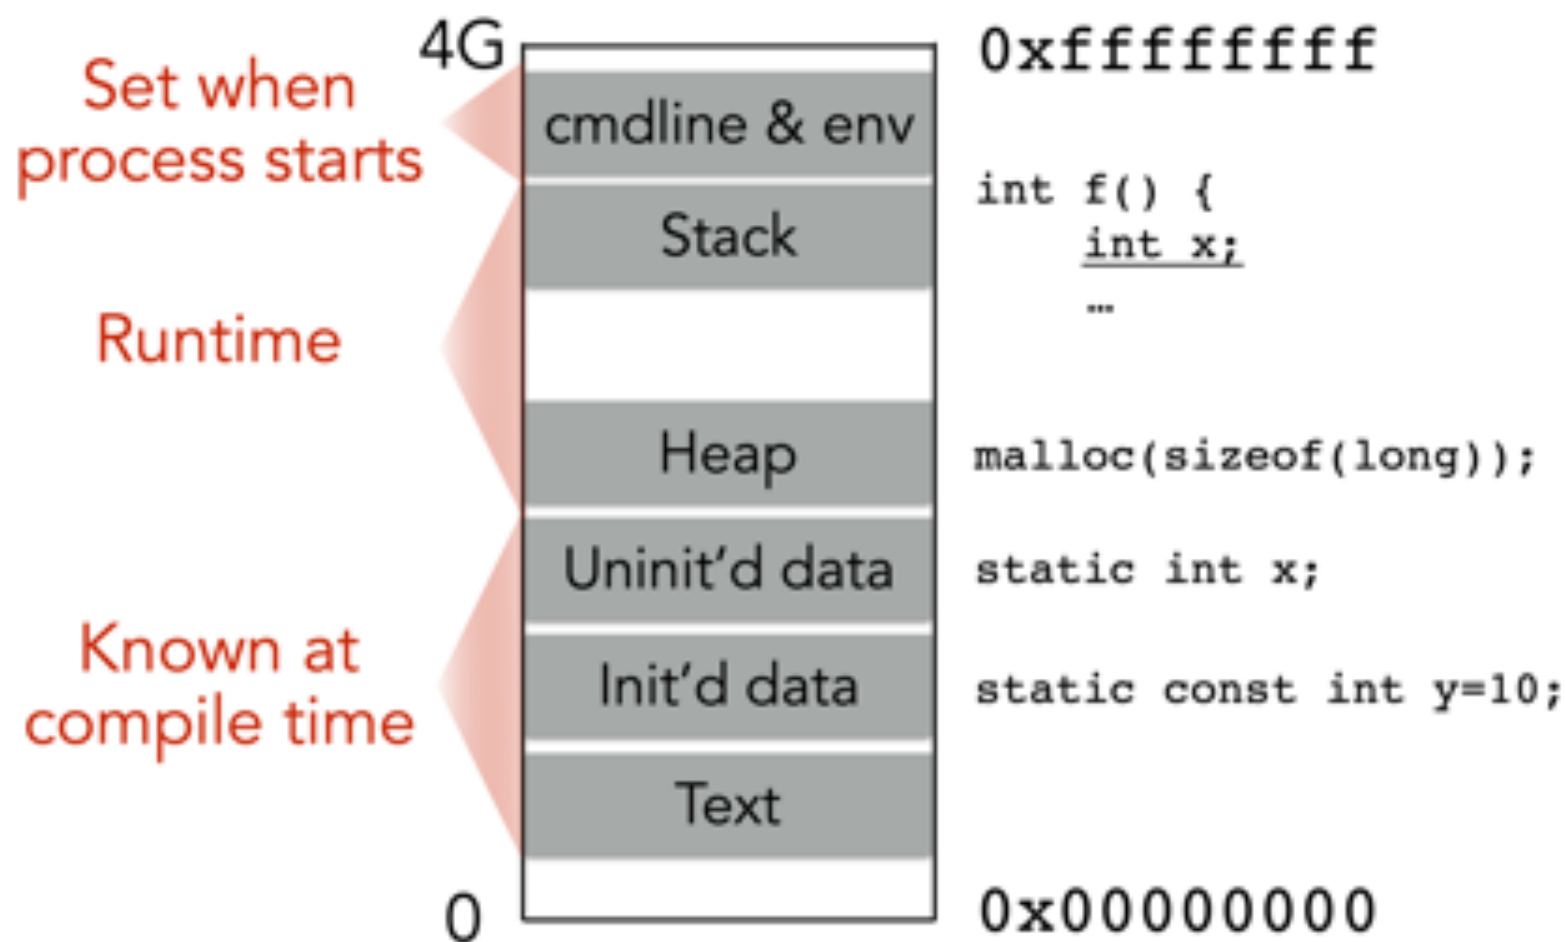 4G
0xffffffff
Set when
process starts
cmdline & env
int f() {
Stack
int x;
…
Runtime
Heap
malloc(sizeof(long));
Uninit’d data
static int x;
Known at
compile time
Init’d data
static const int y=10;
Text
0
0x00000000